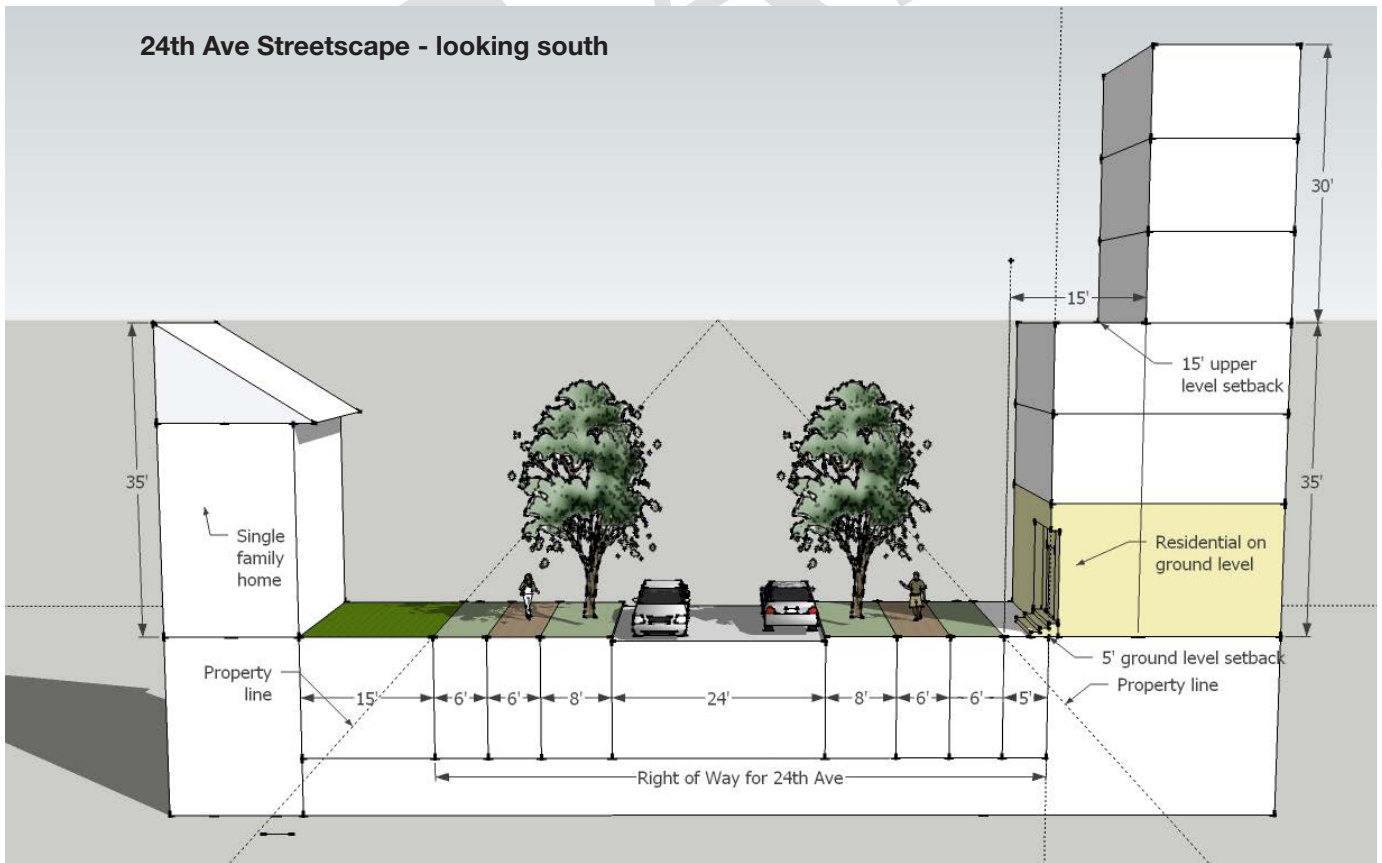 24th Ave Streetscape - looking south
30'
15'
15' upper
level setback
35'
35'
Single
family
home
Residential on
ground level
5' ground level setback
Property
line
Property line
15'
6'
6'
8'
24'
8'
6'
6'
5'
Right of Way for 24th Ave